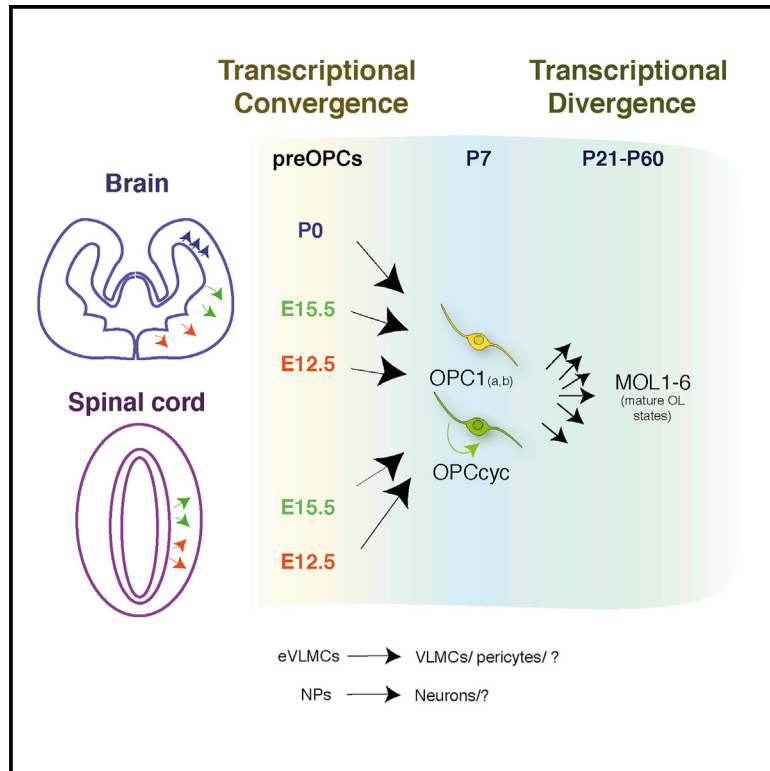 Transcriptional
Convergence
Transcriptional
Divergence
preOPCs
P7
P21-P60
Brain
P0
E15.5
E12.5
OPC1(a,b)
MOL1-6
(mature OL
states)
Spinal cord
OPCcyc
E15.5
E12.5
eVLMCs
VLMCs/ pericytes/ ?
NPs
Neurons/?